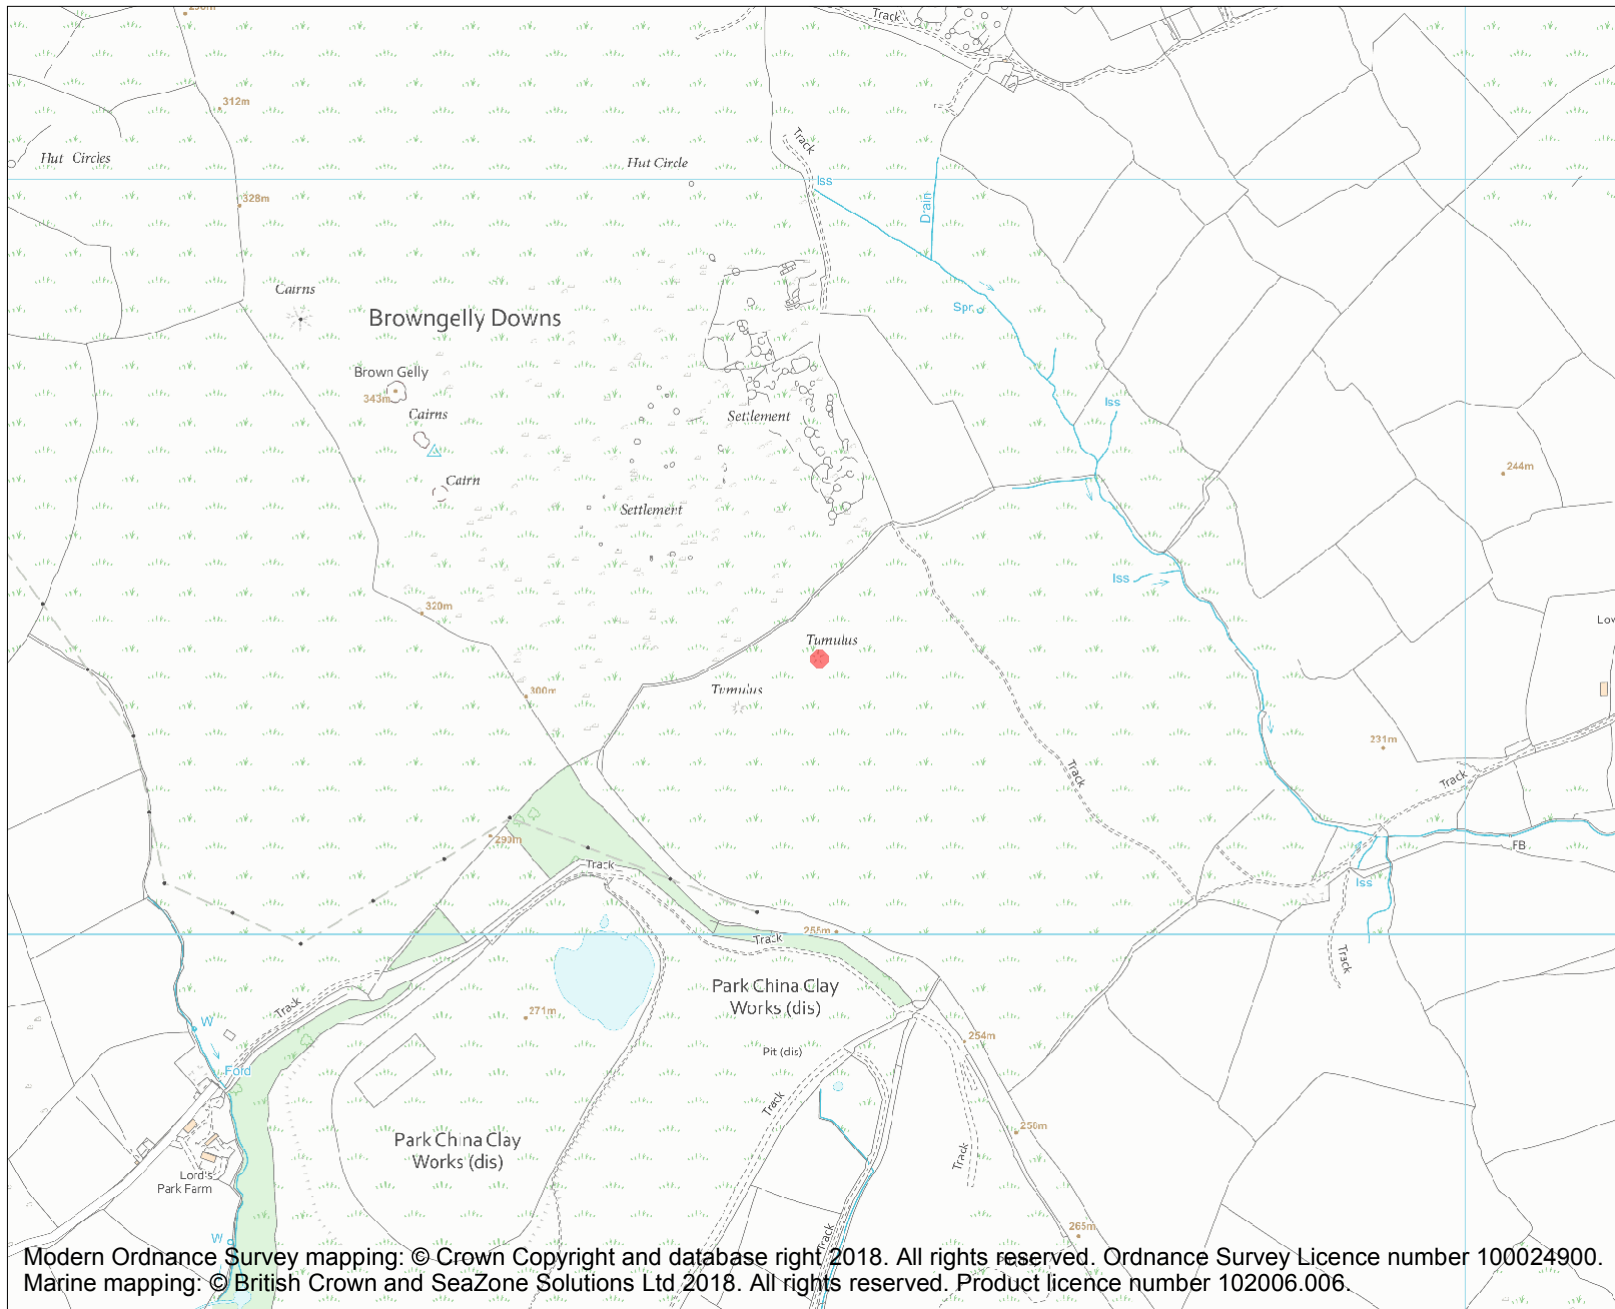 Track
312m
Track
Hut Circles
Hut Circle
Iss
328m
Drain
Cairns
Browngelly Downs
Spr
Brown Gelly
343m
Cairns
Settlement
Iss
Cairn
244m
Settlement
Iss
320m
Tumulus
Tumulus
300m
231m
Track
Track
293m
Track
FB
Iss
Track
Track
Park China Clay
Works (dis)
271m
Track
W
254m
Pit (dis)
Ford
Track
256m
Park China Clay
Works (dis)
Track
Lord's
Park Farm
265m
Track
W
Modern Ordnance Survey mapping: © Crown Copyright and database right 2018. All rights reserved. Ordnance Survey Licence number 100024900.
Marine mapping: © British Crown and SeaZone Solutions Ltd 2018. All rights reserved. Product licence number 102006.006.